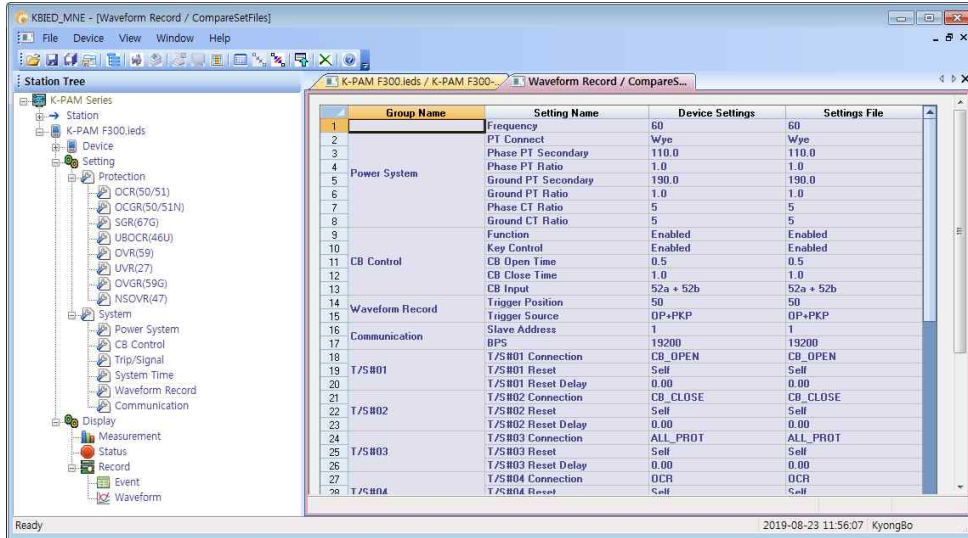 KBIED_MNE - [Waveform Record / CompareSetFiles]
File Device View Window Help
Station Tree
K-PAM Series
Station
K-PAM F300.ieds
Device
Setting
Protection
OCR(50/51)
OCGR(50/51N)
SGR(67G)
UBOCR(46U)
OVR(59)
UVR(27)
OVGR(59G)
NSOVR(47)
System
Power System
CB Control
Trip/Signal
System Time
Waveform Record
Communication
Display
Measurement
Status
Record
Event
Waveform
K-PAM F300.ieds / K-PAM F300-...
Waveform Record / CompareS...
Group Name Setting Name Device Settings Settings File
1 Frequency 60 60
2 PT Connect Wye Wye
3 Phase PT Secondary 110.0 110.0
4 Phase PT Ratio 1.0 1.0
Power System
5 Ground PT Secondary 190.0 190.0
6 Ground PT Ratio 1.0 1.0
7 Phase CT Ratio 5 5
8 Ground CT Ratio 5 5
9 Function Enabled Enabled
10 Key Control Enabled Enabled
11 CB Control CB Open Time 0.5 0.5
12 CB Close Time 1.0 1.0
13 CB Input 52a + 52b 52a + 52b
14 Trigger Position 50 50
Waveform Record
15 Trigger Source OP+PKP OP+PKP
16 Slave Address 1 1
Communication
17 BPS 19200 19200
18 T/S#01 Connection CB_OPEN CB_OPEN
19 T/S#01 T/S#01 Reset Self Self
20 T/S#01 Reset Delay 0.00 0.00
21 T/S#02 Connection CB_CLOSE CB_CLOSE
22 T/S#02 T/S#02 Reset Self Self
23 T/S#02 Reset Delay 0.00 0.00
24 T/S#03 Connection ALL_PROT ALL_PROT
25 T/S#03 T/S#03 Reset Self Self
26 T/S#03 Reset Delay 0.00 0.00
27 T/S#04 Connection OCR OCR
28 T/S#04 T/S#04 Reset Self Self
Ready 2019-08-23 11:56:07 KyongBo